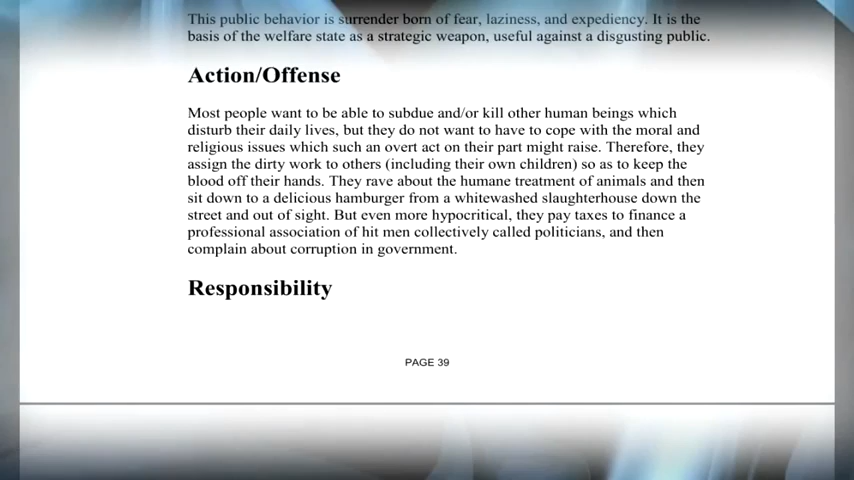 This public behavior is surrender born of fear, laziness, and expediency. It is the
basis of the welfare state as a strategic weapon, useful against a disgusting public.
Action/Offense
Most people want to be able to subdue and/or kill other human beings which
disturb their daily lives, but they do not want to have to cope with the moral and
religious issues which such an overt act on their part might raise. Therefore, they
assign the dirty work to others (including their own children) so as to keep the
blood off their hands. They rave about the humane treatment of animals and then
sit down to a delicious hamburger from a whitewashed slaughterhouse down the
street and out of sight. But even more hypocritical, they pay taxes to finance a
professional association of hit men collectively called politicians, and then
complain about corruption in government.
Responsibility
PAGE 39